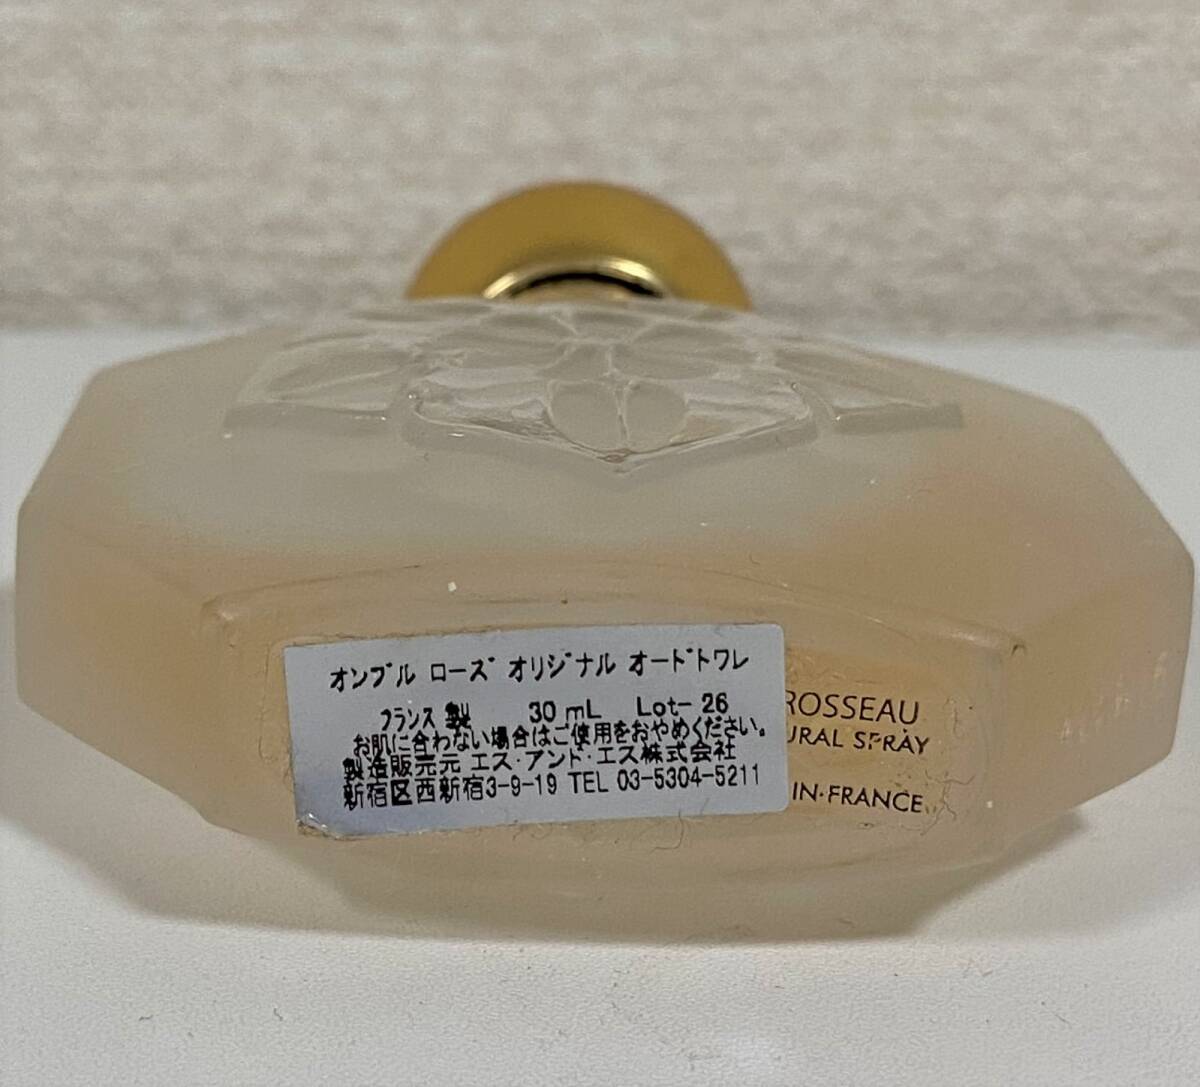 オンブル ローズ オリジナル オードトワレ
フランス製 30 mL Lot- 26
お肌に合わない場合はご使用をおやめください。
製造販売元 エス・アンド・エス株式会社
新宿区西新宿3-9-19 TEL 03-5304-5211
ROSSEAU
URAL SPRAY
IN·FRANCE